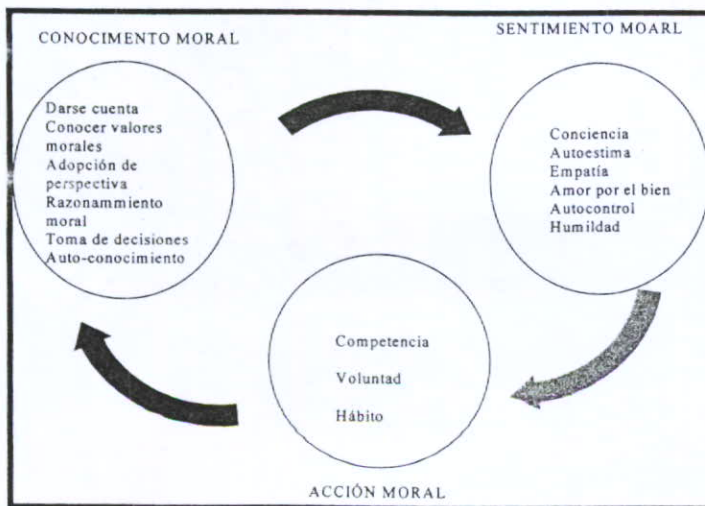 CONOCIMENTO MORAL
Darse cuenta
Conocer valores
morales
Adopción de
perspectiva
Razonammiento
moral
Toma de decisiones
Auto-conocimiento
SENTIMIENTO MOARL
Conciencia
Autoestima
Empatía
Amor por el bien
Autocontrol
Humildad
Competencia
Voluntad
Hábito
ACCIÓN MORAL